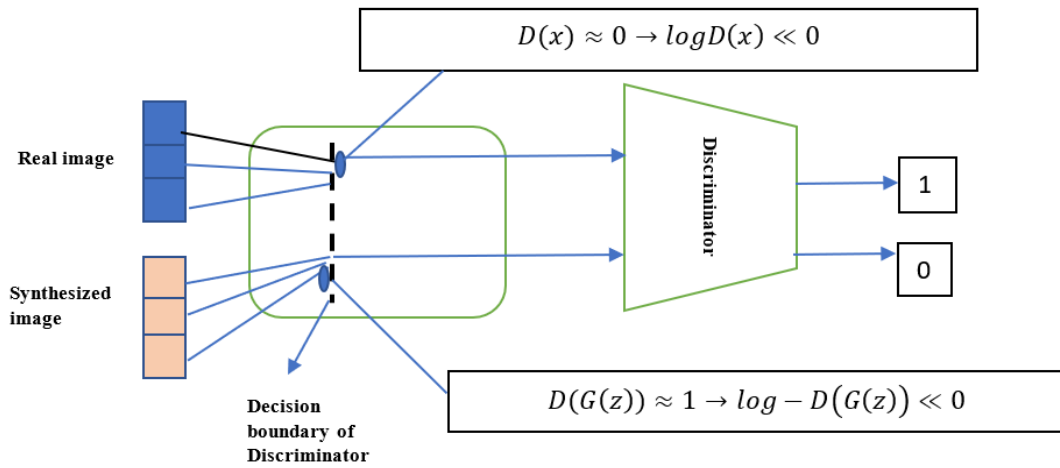 D(x) ≈ 0 → logD(x) ≪ 0
Real image
Discriminator
1
0
Synthesized
image
Decision
boundary of
Discriminator
D(G(z)) ≈ 1 → log − D(G(z)) ≪ 0